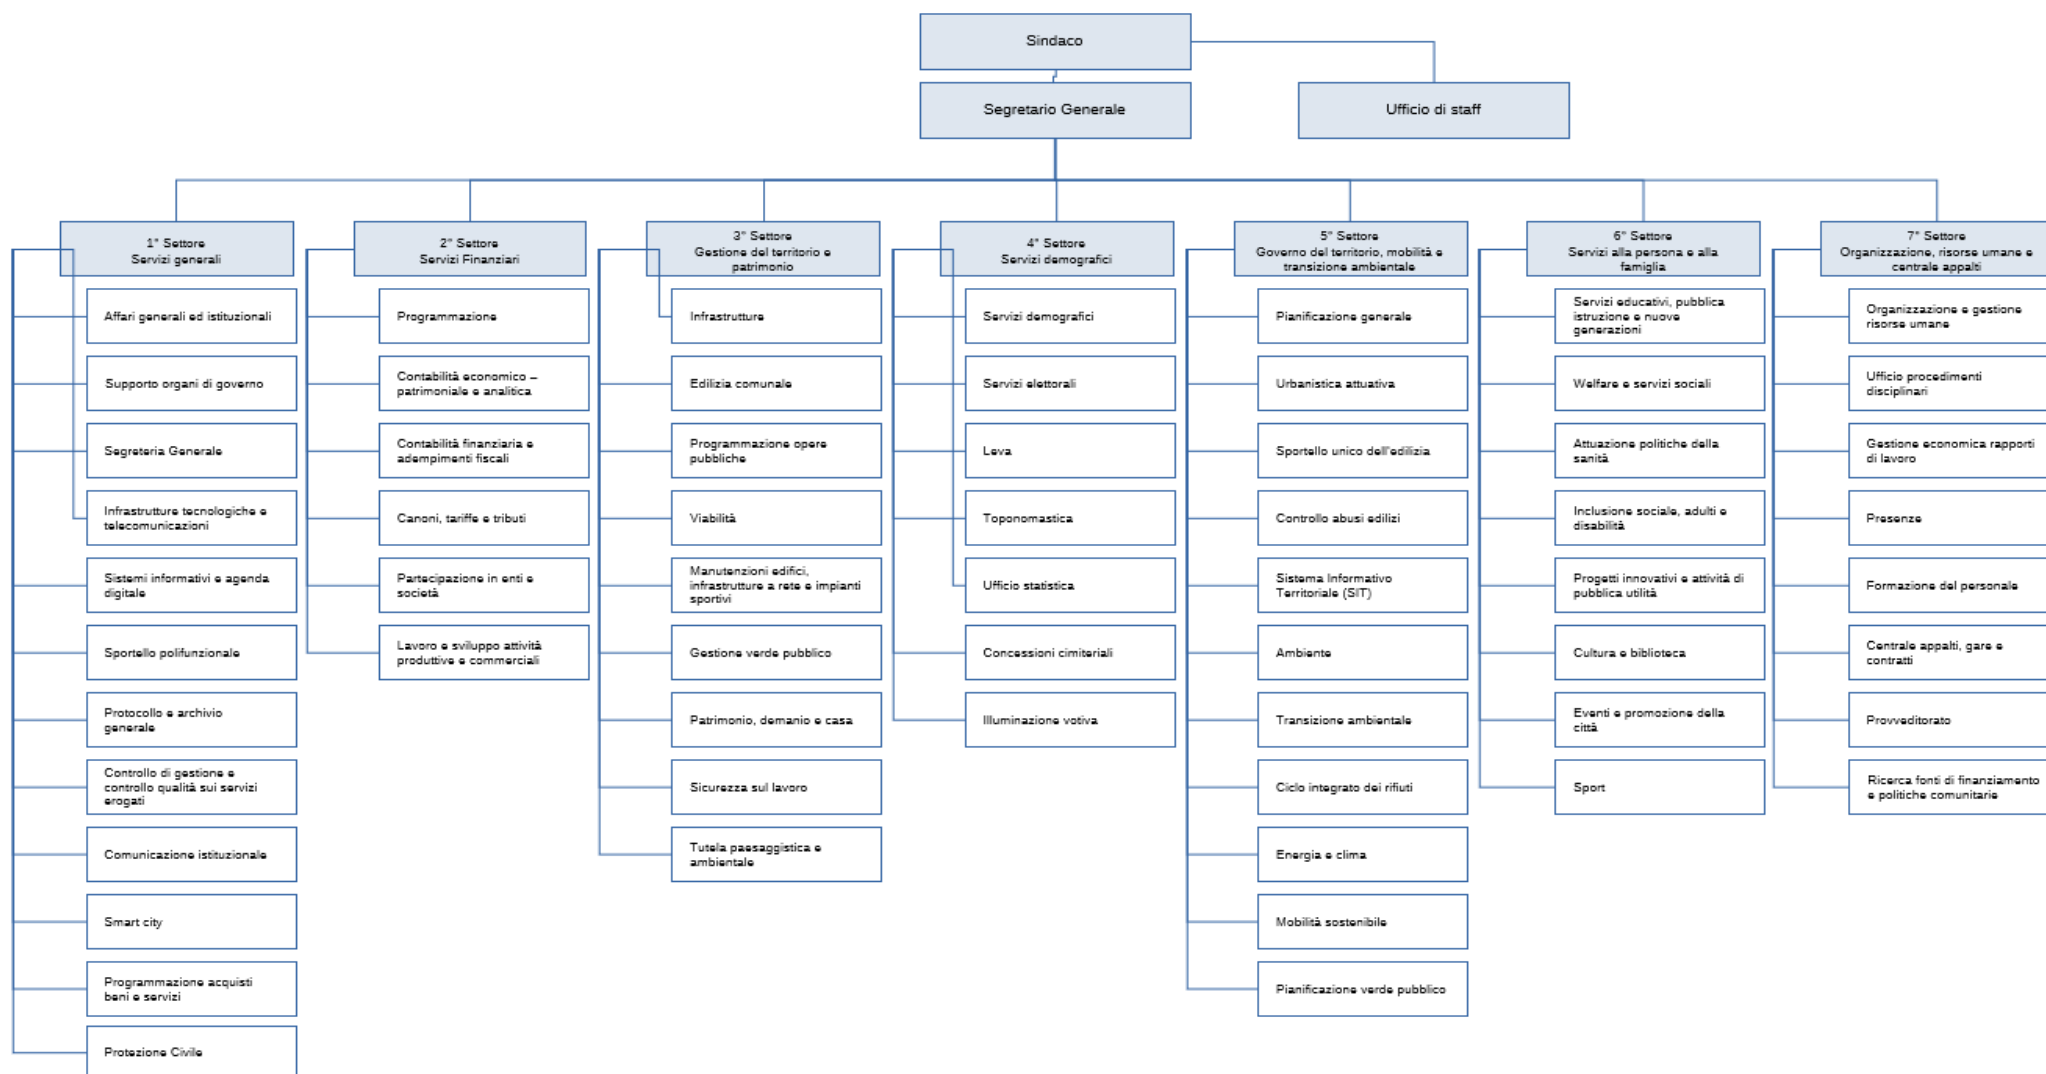 Sindaco
Segretario Generale
Ufficio di staff
1° Settore
Servizi generali
Affari generali ed istituzionali
Supporto organi di governo
Segreteria Generale
Infrastrutture tecnologiche e
telecomunicazioni
Sistemi informativi e agenda
digitale
Sportello polifunzionale
Protocollo e archivio
generale
Controllo di gestione e
controllo qualità sui servizi
erogati
Comunicazione istituzionale
Smart city
Programmazione acquisti
beni e servizi
Protezione Civile
2° Settore
Servizi Finanziari
Programmazione
Contabilità economico –
patrimoniale e analitica
Contabilità finanziaria e
adempimenti fiscali
Canoni, tariffe e tributi
Partecipazione in enti e
società
Lavoro e sviluppo attività
produttive e commerciali
3° Settore
Gestione del territorio e
patrimonio
Infrastrutture
Edilizia comunale
Programmazione opere
pubbliche
Viabilità
Manutenzioni edifici,
infrastrutture a rete e impianti
sportivi
Gestione verde pubblico
Patrimonio, demanio e casa
Sicurezza sul lavoro
Tutela paesaggistica e
ambientale
4° Settore
Servizi demografici
Servizi demografici
Servizi elettorali
Leva
Toponomastica
Ufficio statistica
Concessioni cimiteriali
Illuminazione votiva
5° Settore
Governo del territorio, mobilità e
transizione ambientale
Pianificazione generale
Urbanistica attuativa
Sportello unico dell'edilizia
Controllo abusi edilizi
Sistema Informativo
Territoriale (SIT)
Ambiente
Transizione ambientale
Ciclo integrato dei rifiuti
Energia e clima
Mobilità sostenibile
Pianificazione verde pubblico
6° Settore
Servizi alla persona e alla
famiglia
Servizi educativi, pubblica
istruzione e nuove
generazioni
Welfare e servizi sociali
Attuazione politiche della
sanità
Inclusione sociale, adulti e
disabilità
Progetti innovativi e attività di
pubblica utilità
Cultura e biblioteca
Eventi e promozione della
città
Sport
7° Settore
Organizzazione, risorse umane e
centrale appalti
Organizzazione e gestione
risorse umane
Ufficio procedimenti
disciplinari
Gestione economica rapporti
di lavoro
Presenze
Formazione del personale
Centrale appalti, gare e
contratti
Provveditorato
Ricerca fonti di finanziamento
e politiche comunitarie